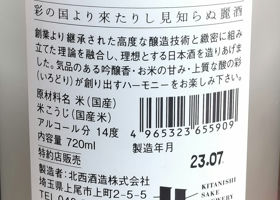 彩の国より來たりし見知らぬ麗酒
創業より継承された高度な醸造技術と緻密に組み
立てた理論を融合し、理想とする日本酒を造りあげま
した。気品のある吟醸香・お米の甘み・上質な酸の彩
(いろどり)が創り出すハーモニーをお楽しみ下さい。
原材料名 米(国産)
米こうじ(国産米)
アルコール分 14度
内容量 720ml
特約店販売
4965323655909
製造年月
23.07
製造者:北西酒造株式会社
埼玉県上尾市上町2-5-5
KITANISHI
SAKE